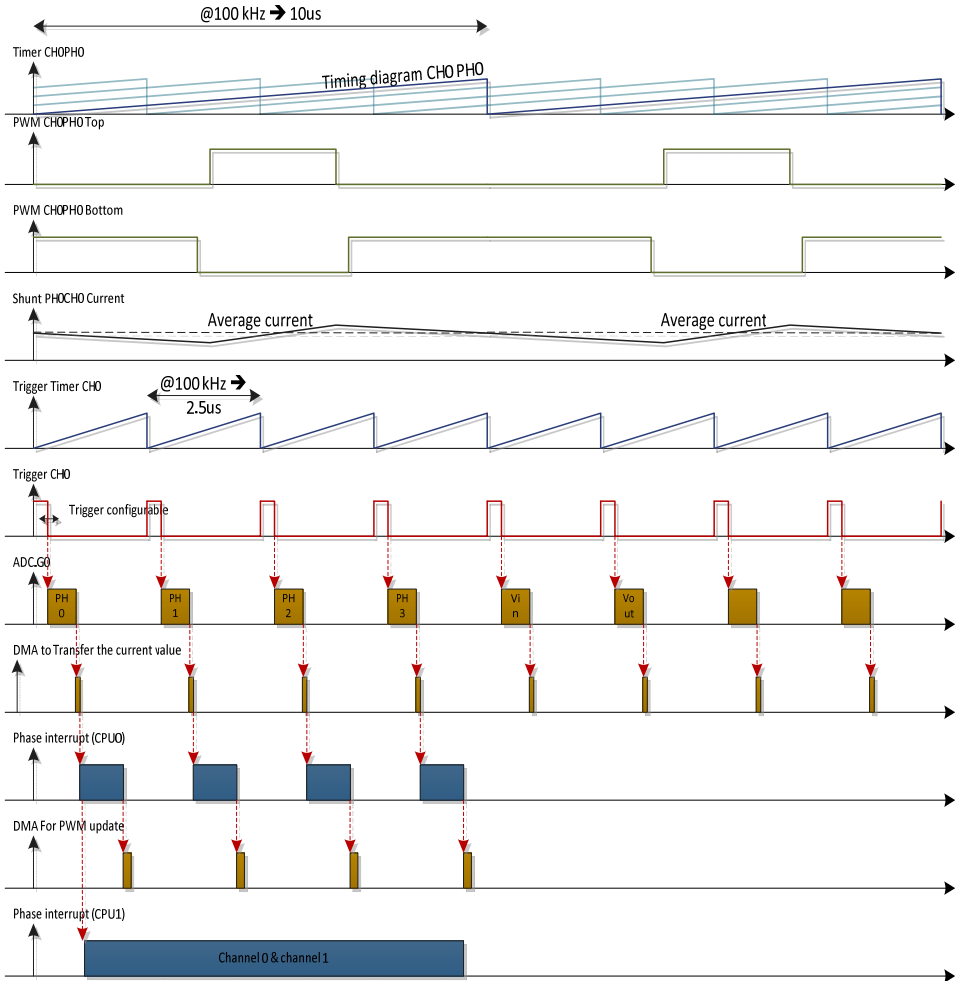 @100 kHz ➔ 10us
Timer CH0PH0
Timing diagram CH0 PH0
PWM CH0PH0 Top
PWM CH0PH0 Bottom
Shunt PH0CH0 Current
Average current
Average current
Trigger Timer CH0
@100 kHz ➔
2.5us
Trigger CH0
Trigger configurable
ADC.G0
PH
0
PH
1
PH
2
PH
3
Vi
n
Vo
ut
DMA to Transfer the current value
Phase interrupt (CPU0)
DMA For PWM update
Phase interrupt (CPU1)
Channel 0 & channel 1